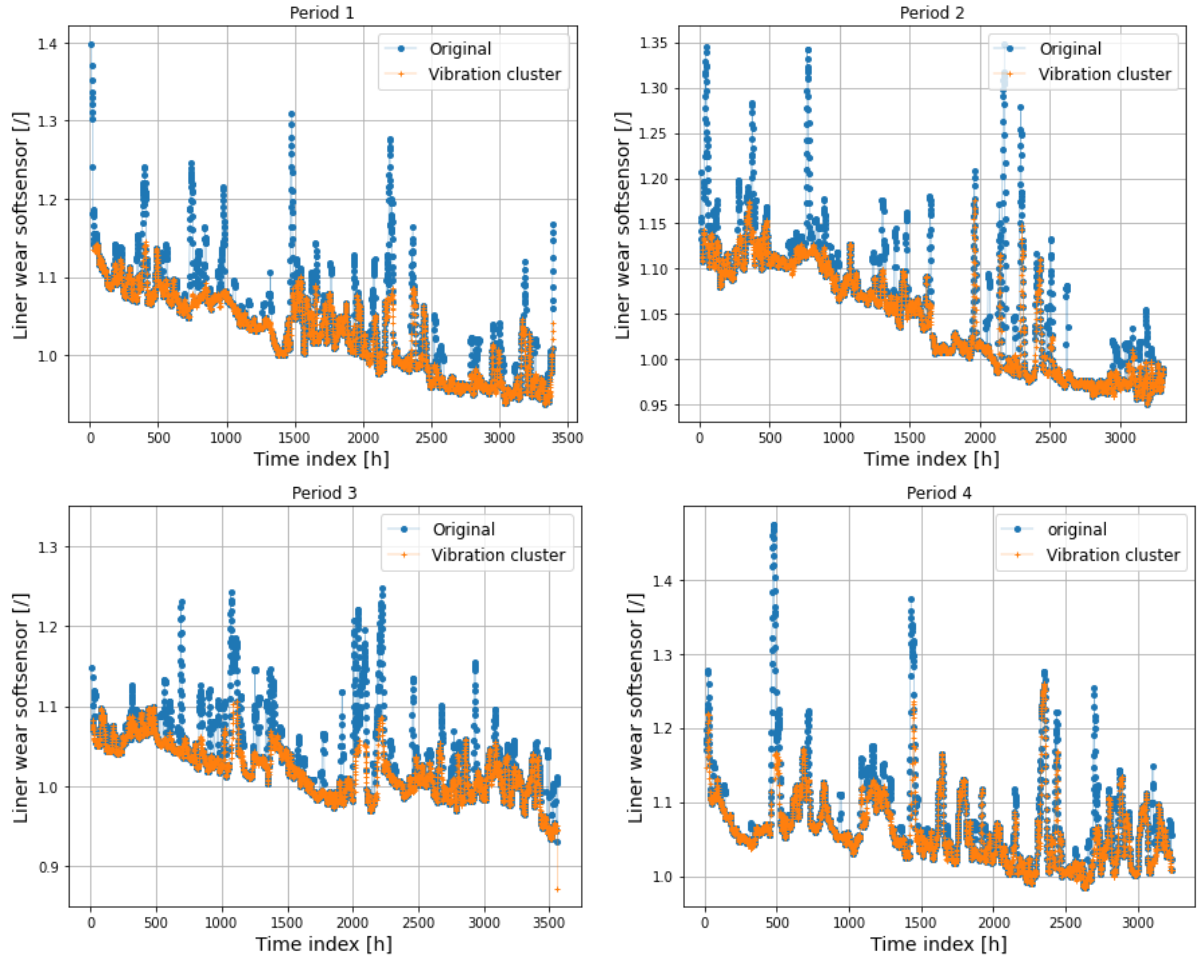 Period 1
Liner wear softsensor [/]
1.4
1.3
1.2
1.1
1.0
Original
Vibration cluster
0 500 1000 1500 2000 2500 3000 3500
Time index [h]
Period 2
Liner wear softsensor [/]
1.35
1.30
1.25
1.20
1.15
1.10
1.05
1.00
0.95
Original
Vibration cluster
0 500 1000 1500 2000 2500 3000
Time index [h]
Period 3
Liner wear softsensor [/]
1.3
1.2
1.1
1.0
0.9
Original
Vibration cluster
0 500 1000 1500 2000 2500 3000 3500
Time index [h]
Period 4
Liner wear softsensor [/]
1.4
1.3
1.2
1.1
1.0
original
Vibration cluster
0 500 1000 1500 2000 2500 3000
Time index [h]